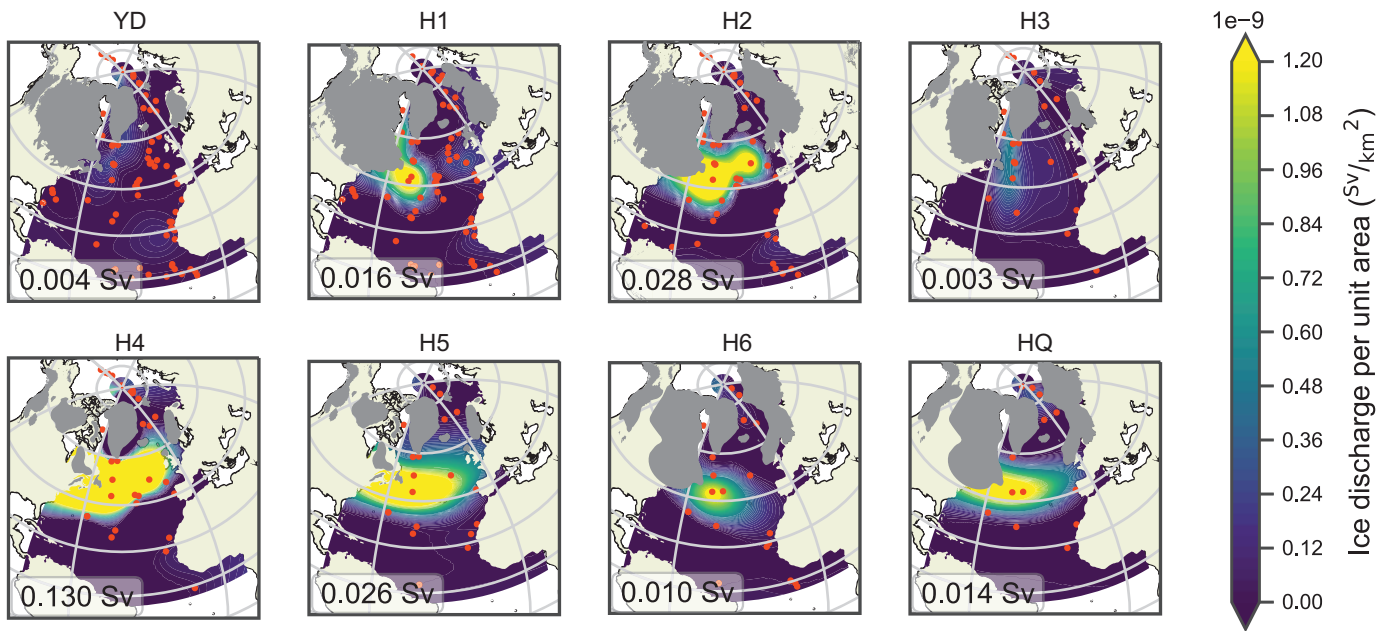 YD
H1
H2
H3
1e−9
0.004 Sv
0.016 Sv
0.028 Sv
0.003 Sv
H4
H5
H6
HQ
0.130 Sv
0.026 Sv
0.010 Sv
0.014 Sv
1.20
1.08
0.96
0.84
0.72
0.60
0.48
0.36
0.24
0.12
0.00
Ice discharge per unit area (Sv/km²)